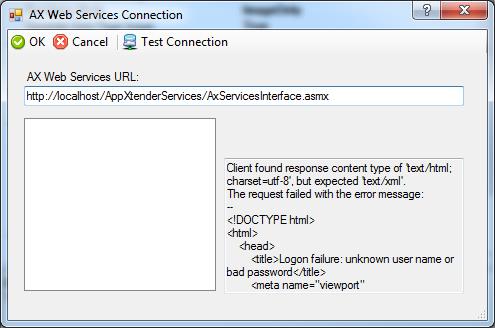 AX Web Services Connection
OK Cancel Test Connection
AX Web Services URL:
http://localhost/AppXtenderServices/AxServicesInterface.asmx
Client found response content type of 'text/html;
charset=utf-8', but expected 'text/xml'.
The request failed with the error message:
--
<!DOCTYPE html>
<html>
<head>
<title>Logon failure: unknown user name or
bad password</title>
<meta name="viewport"